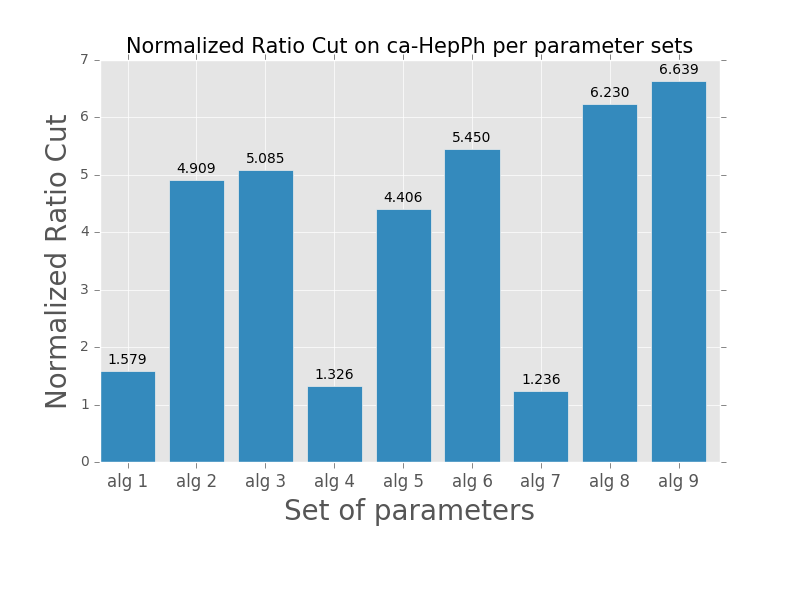 Normalized Ratio Cut on ca-HepPh per parameter sets
Normalized Ratio Cut
7
6
5
4
3
2
1
0
1.579
4.909
5.085
1.326
4.406
5.450
1.236
6.230
6.639
alg 1
alg 2
alg 3
alg 4
alg 5
alg 6
alg 7
alg 8
alg 9
Set of parameters